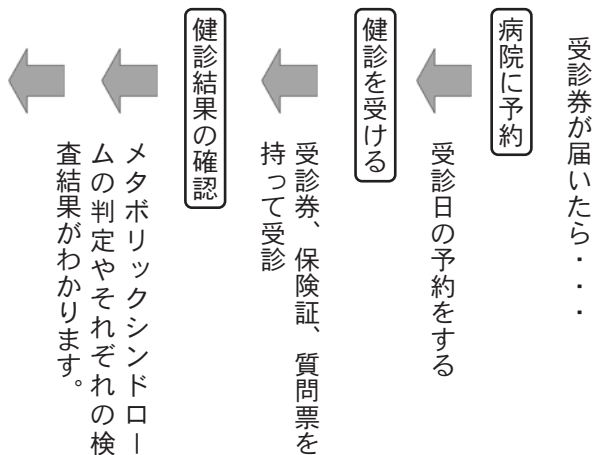 受診券が届いたら・・・
病院に予約
受診日の予約をする
健診を受ける
受診券、保険証、質問票を
持って受診
健診結果の確認
メタボリックシンドロー
ムの判定やそれぞれの検
査結果がわかります。